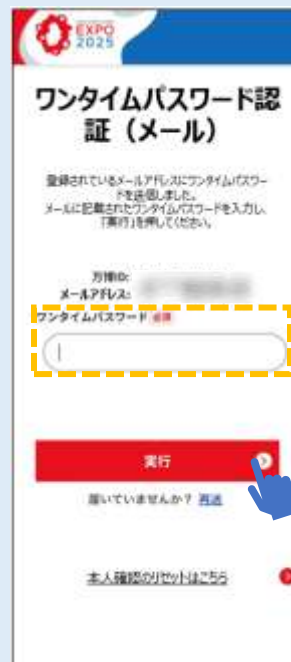 EXPO
2025
ワンタイムパスワード認
証（メール）
登録されているメールアドレスにワンタイムパスワー
ドを送信しました。
メールに記載されたワンタイムパスワードを入力し、
「実行」を押してください。
万博ID:
メールアドレス:
ワンタイムパスワード 必須
実行
届いていませんか？ 再送
本人確認のリセットはこちら